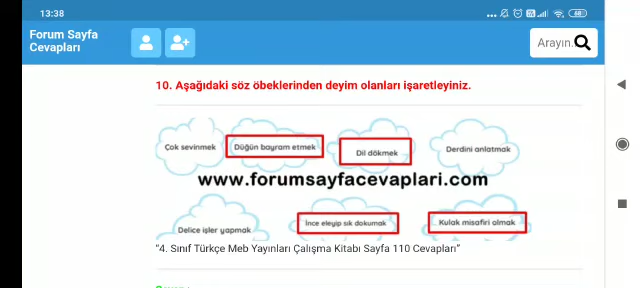 13:38
68
Forum Sayfa
Cevapları
Arayın.
10. Aşağıdaki söz öbeklerinden deyim olanları işaretleyiniz.
Çok sevinmek
Düğün bayram etmek
Dil dökmek
Derdini anlatmak
www.forumsayfacevaplari.com
Delice işler yapmak
İnce eleyip sık dokumak
Kulak misafiri olmak
"4. Sınıf Türkçe Meb Yayınları Çalışma Kitabı Sayfa 110 Cevapları"